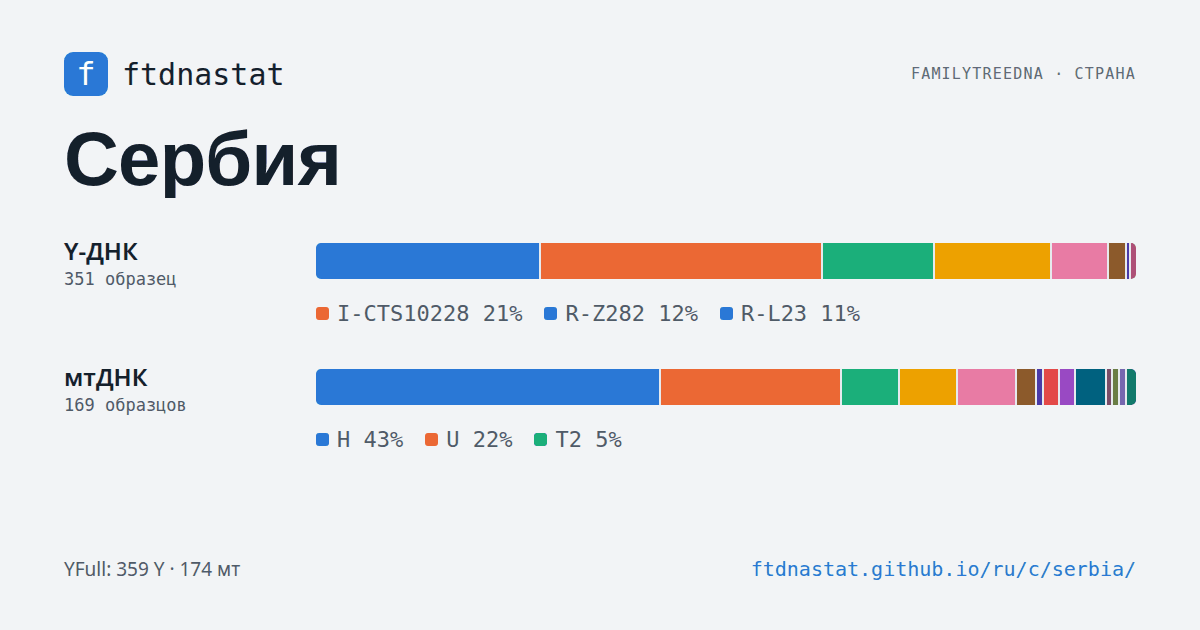 f ftdnastat
FAMILYTREEDNA · СТРАНА
Сербия
Y-ДНК
351 образец
I-CTS10228 21% R-Z282 12% R-L23 11%
мтДНК
169 образцов
H 43% U 22% T2 5%
YFull: 359 Y · 174 мт
ftdnastat.github.io/ru/c/serbia/